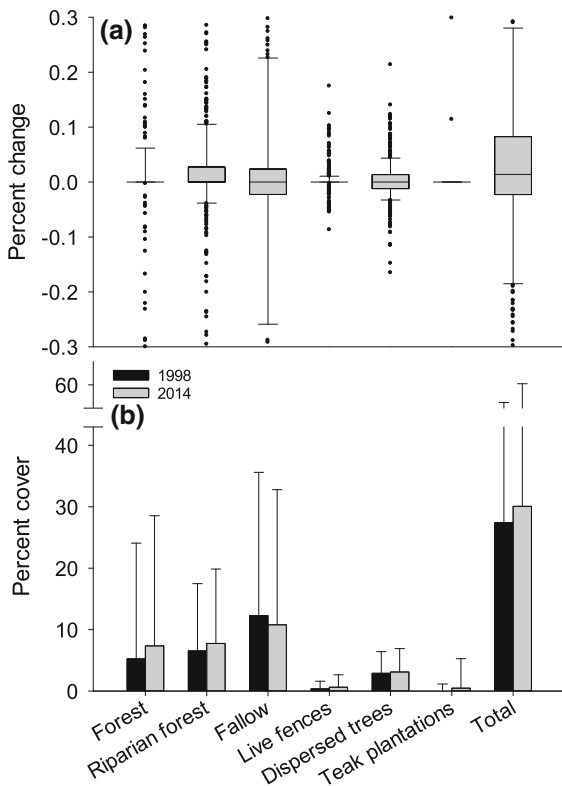 (a)
0.3
0.2
0.1
0.0
-0.1
-0.2
-0.3
Percent change
1998
2014
(b)
60
40
30
20
10
0
Percent cover
Forest
Riparian forest
Fallow
Live fences
Dispersed trees
Teak plantations
Total